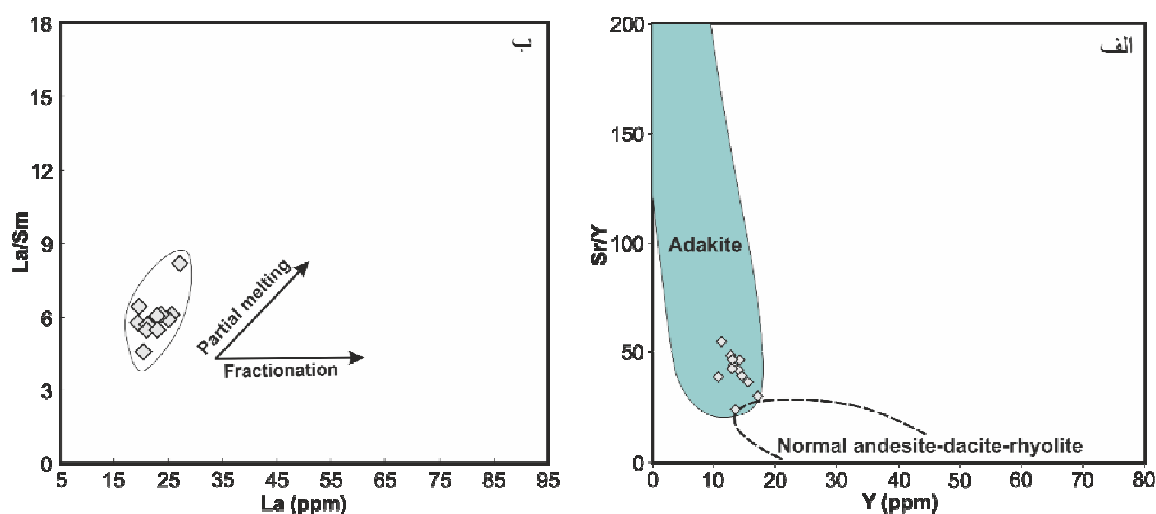 ب
18
15
12
9
6
3
0
La/Sm
Partial melting
Fractionation
5 15 25 35 45 55 65 75 85 95
La (ppm)
الف
200
150
100
50
0
Sr/Y
Adakite
Normal andesite-dacite-rhyolite
0 10 20 30 40 50 60 70 80
Y (ppm)